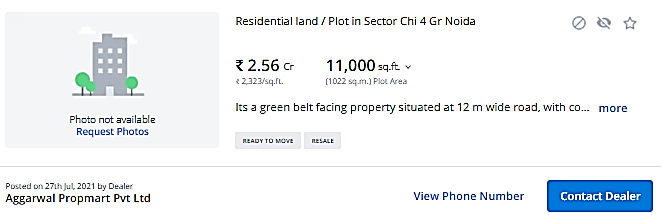 Residential land / Plot in Sector Chi 4 Gr Noida
₹ 2.56 Cr
₹ 2,323/sq.ft.
11,000 sq.ft.
(1022 sq.m.) Plot Area
Its a green belt facing property situated at 12 m wide road, with co... more
Photo not available
Request Photos
READY TO MOVE RESALE
Posted on 27th Jul, 2021 by Dealer
Aggarwal Propmart Pvt Ltd
View Phone Number Contact Dealer